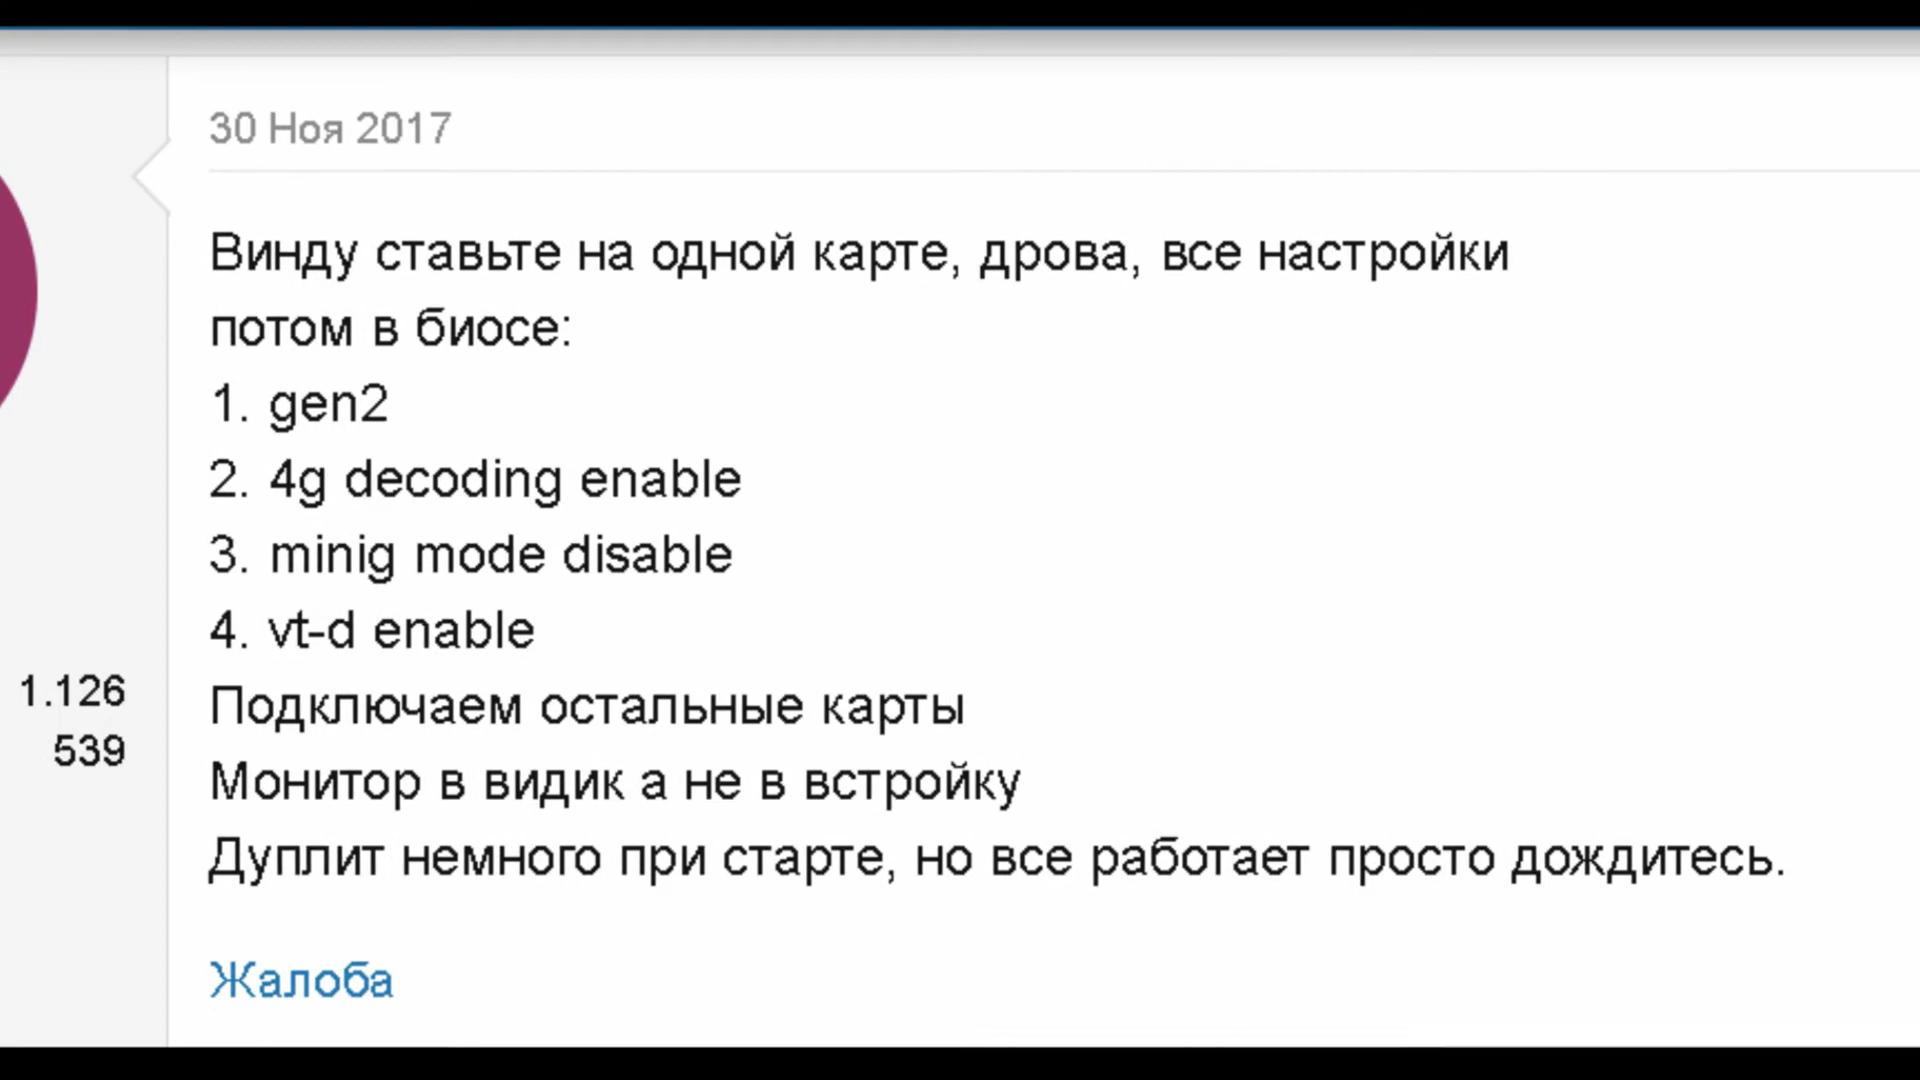 30 Ноя 2017
Винду ставьте на одной карте, дрова, все настройки
потом в биосе:
1. gen2
2. 4g decoding enable
3. minig mode disable
4. vt-d enable
Подключаем остальные карты
Монитор в видик а не в встройку
Дуплит немного при старте, но все работает просто дождитесь.
Жалоба
1.126
539